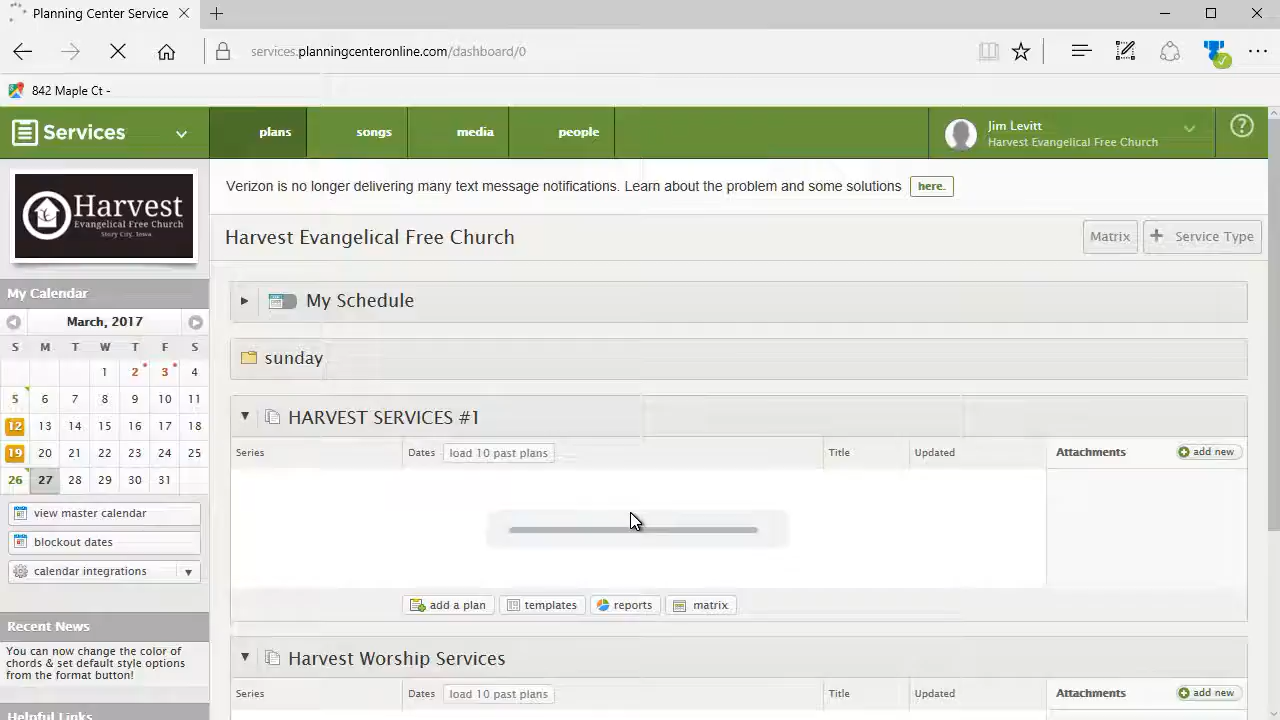 Planning Center Service
services.planningcenteronline.com/dashboard/0
842 Maple Ct -
Services
plans
songs
media
people
Jim Levitt
Harvest Evangelical Free Church
Harvest
Evangelical Free Church
Story City, Iowa
Verizon is no longer delivering many text message notifications. Learn about the problem and some solutions here.
Harvest Evangelical Free Church
Matrix
+ Service Type
My Calendar
March, 2017
S M T W T F S
1 2 3 4
5 6 7 8 9 10 11
12 13 14 15 16 17 18
19 20 21 22 23 24 25
26 27 28 29 30 31
view master calendar
blockout dates
calendar integrations
Recent News
You can now change the color of
chords & set default style options
from the format button!
Helpful Links
My Schedule
sunday
HARVEST SERVICES #1
Series Dates load 10 past plans Title Updated Attachments add new
add a plan templates reports matrix
Harvest Worship Services
Series Dates load 10 past plans Title Updated Attachments add new